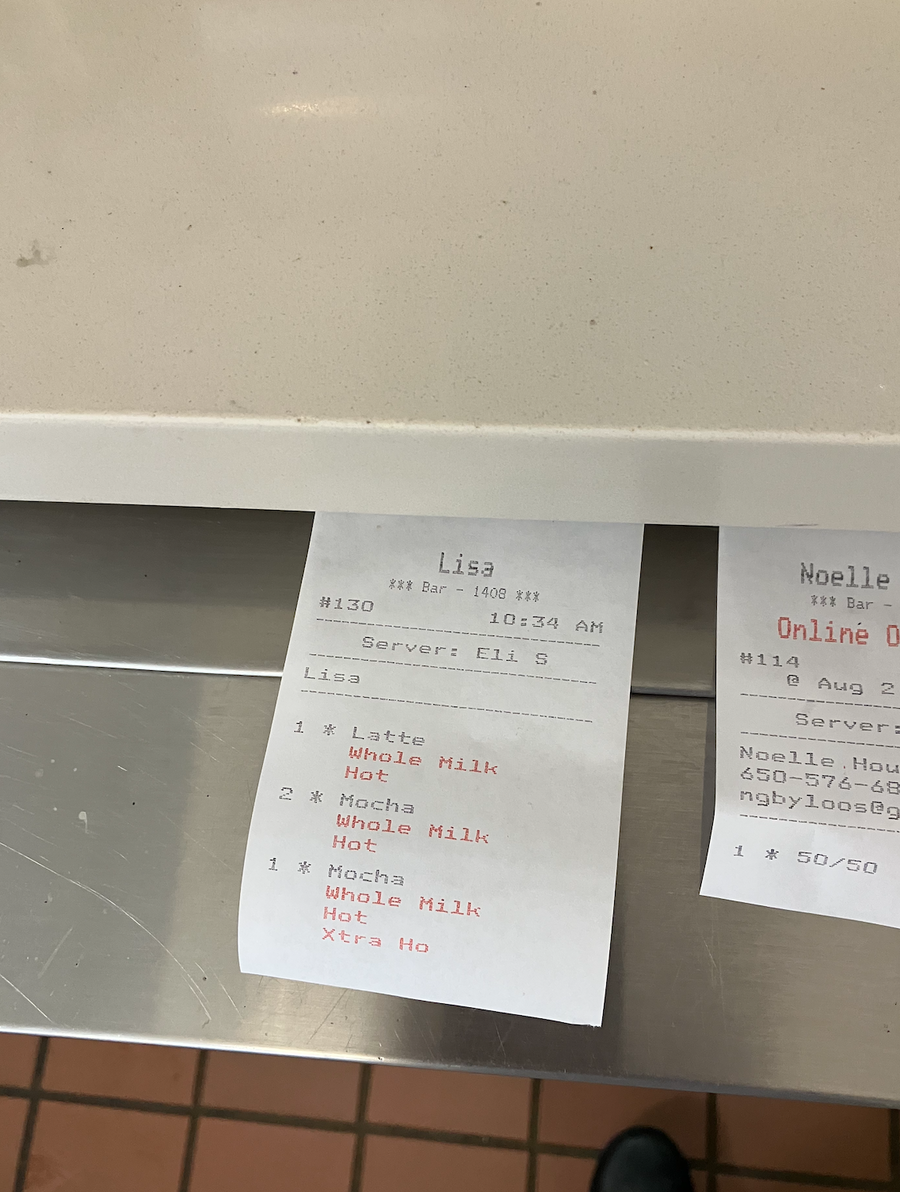 Lisa
*** Bar - 1408 ***
#130 10:34 AM
Server: Eli S
Lisa
1 * Latte
Whole Milk
Hot
2 * Mocha
Whole Milk
Hot
1 * Mocha
Whole Milk
Hot
Xtra Ho
Noelle
*** Bar -
Online O
#114
@ Aug 2
Server:
Noelle Hou
650-576-68
ngbyloos@g
1 * 50/50